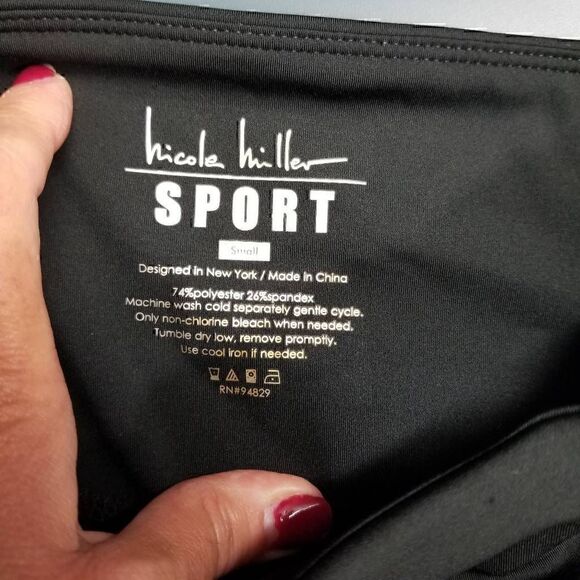 nicole miller
SPORT
Small
Designed in New York / Made in China
74%polyester 26%spandex
Machine wash cold separately gentle cycle.
Only non-chlorine bleach when needed.
Tumble dry low, remove promptly.
Use cool iron if needed.
RN#94829